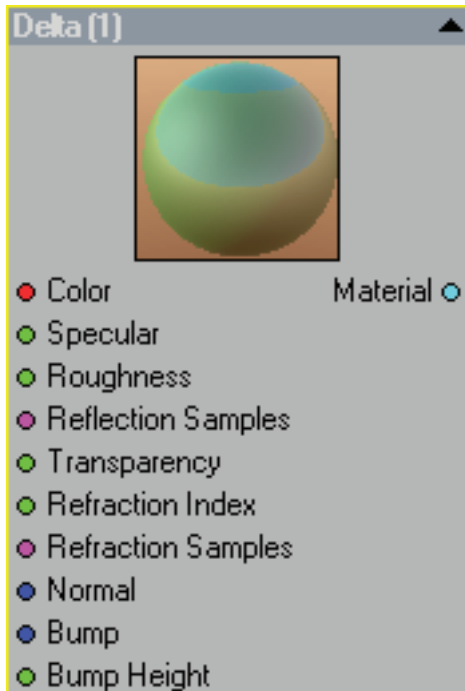 Delta (1)
Color Material
Specular
Roughness
Reflection Samples
Transparency
Refraction Index
Refraction Samples
Normal
Bump
Bump Height